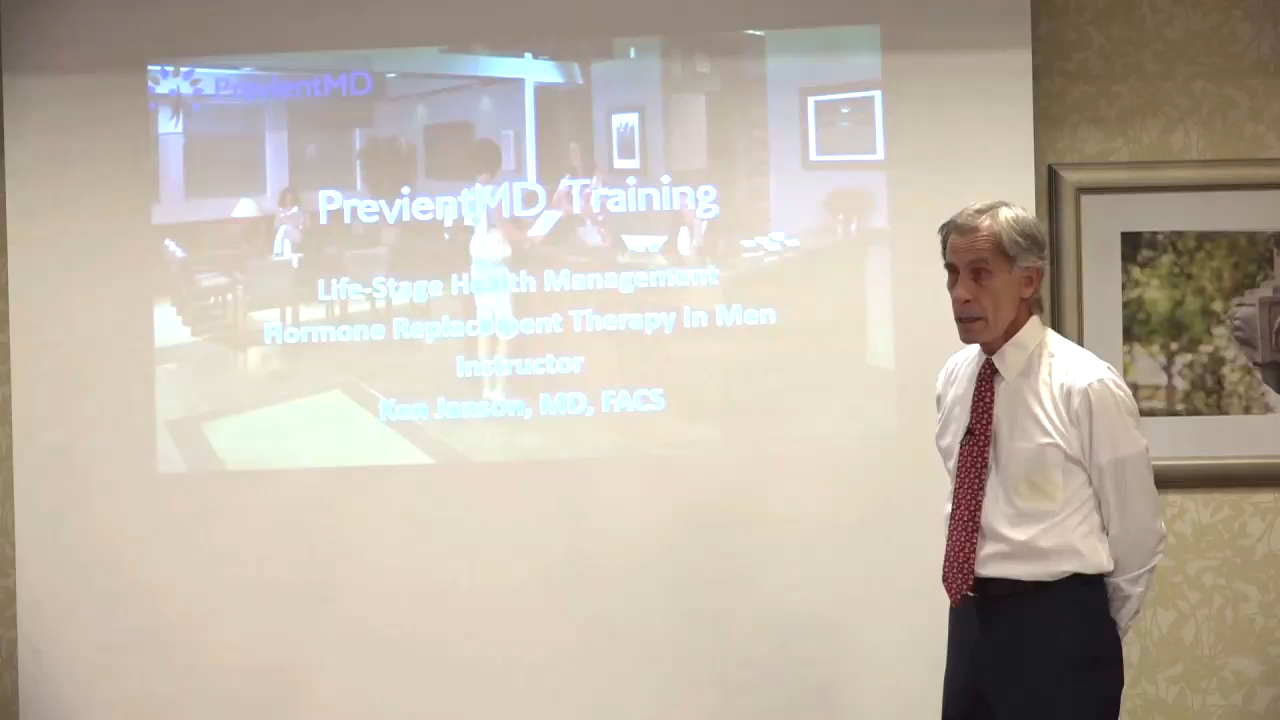 PrevientMD
PrevientMD Training
Life-Stage Health Management
Hormone Replacement Therapy In Men
Instructor
Ken Janson, MD, FACS